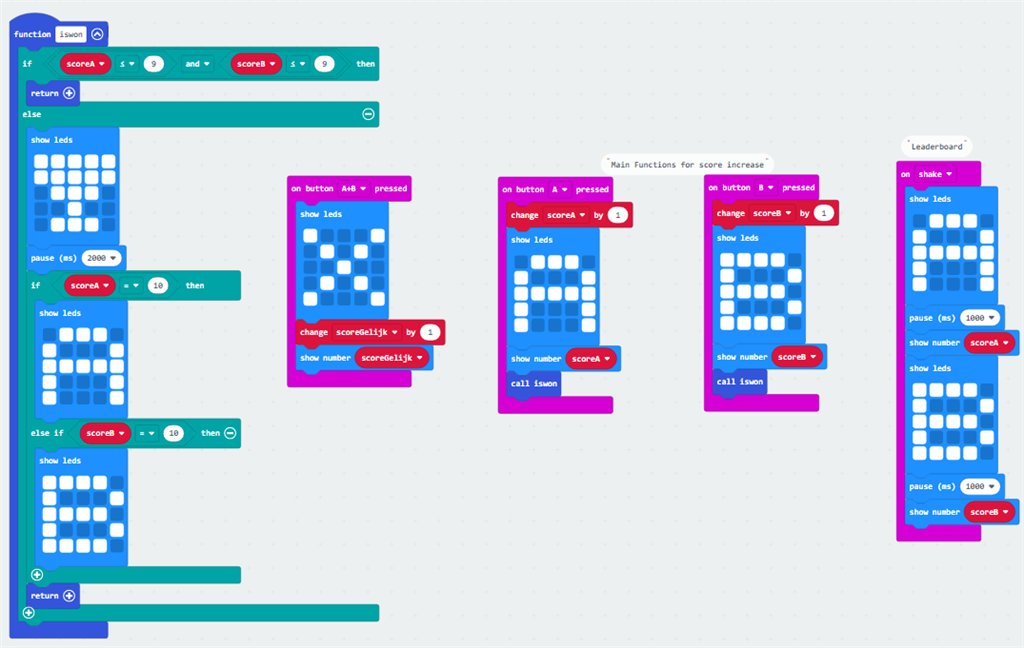 function iswon
if scoreA ≤ 9 and scoreB ≤ 9 then
return
else
show leds
pause (ms) 2000
if scoreA = 10 then
show leds
else if scoreB = 10 then
show leds
return
on button A+B pressed
show leds
change scoreGelijk by 1
show number scoreGelijk
Main Functions for score increase
on button A pressed
change scoreA by 1
show leds
show number scoreA
call iswon
on button B pressed
change scoreB by 1
show leds
show number scoreB
call iswon
Leaderboard
on shake
show leds
pause (ms) 1000
show number scoreA
show leds
pause (ms) 1000
show number scoreB